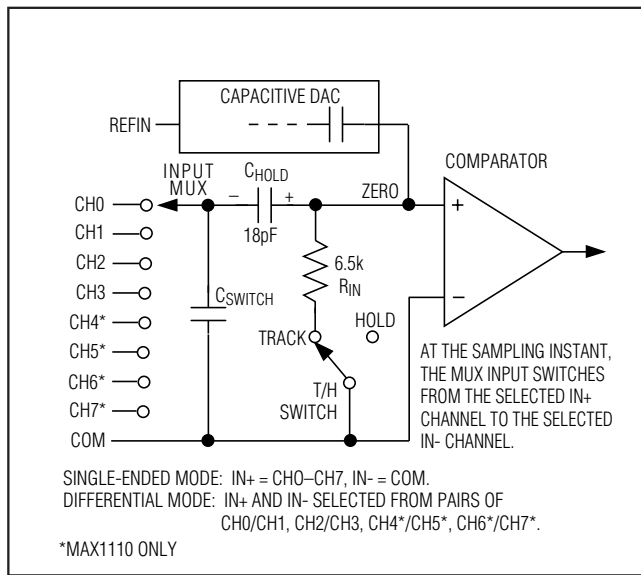 CAPACITIVE DAC
REFIN
COMPARATOR
INPUT
MUX
CHOLD
ZERO
– +
18pF
CH0
CH1
CH2
CH3
CH4*
CH5*
CH6*
CH7*
COM
CSWITCH
6.5k
RIN
TRACK
HOLD
T/H
SWITCH
+
–
AT THE SAMPLING INSTANT,
THE MUX INPUT SWITCHES
FROM THE SELECTED IN+
CHANNEL TO THE SELECTED
IN- CHANNEL.
SINGLE-ENDED MODE: IN+ = CHO–CH7, IN- = COM.
DIFFERENTIAL MODE: IN+ AND IN- SELECTED FROM PAIRS OF
CH0/CH1, CH2/CH3, CH4*/CH5*, CH6*/CH7*.
*MAX1110 ONLY